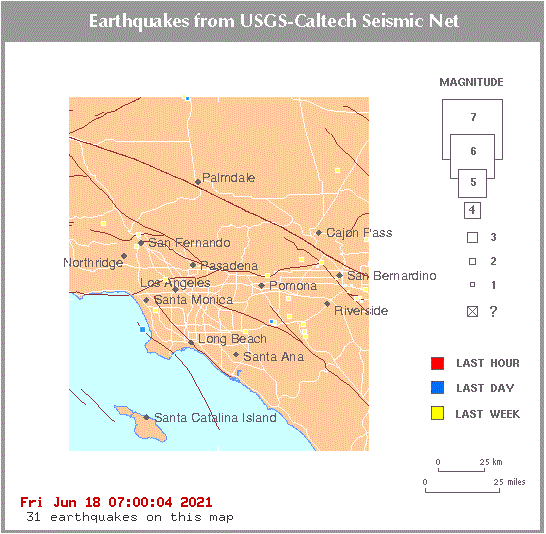 Earthquakes from USGS-Caltech Seismic Net
MAGNITUDE
7
6
5
4
3
2
1
?
Palmdale
Cajon Pass
San Fernando
Northridge
Pasadena
San Bernardino
Los Angeles
Pomona
Santa Monica
Riverside
Long Beach
Santa Ana
Santa Catalina Island
LAST HOUR
LAST DAY
LAST WEEK
0 25 km
0 25 miles
Fri Jun 18 07:00:04 2021
31 earthquakes on this map